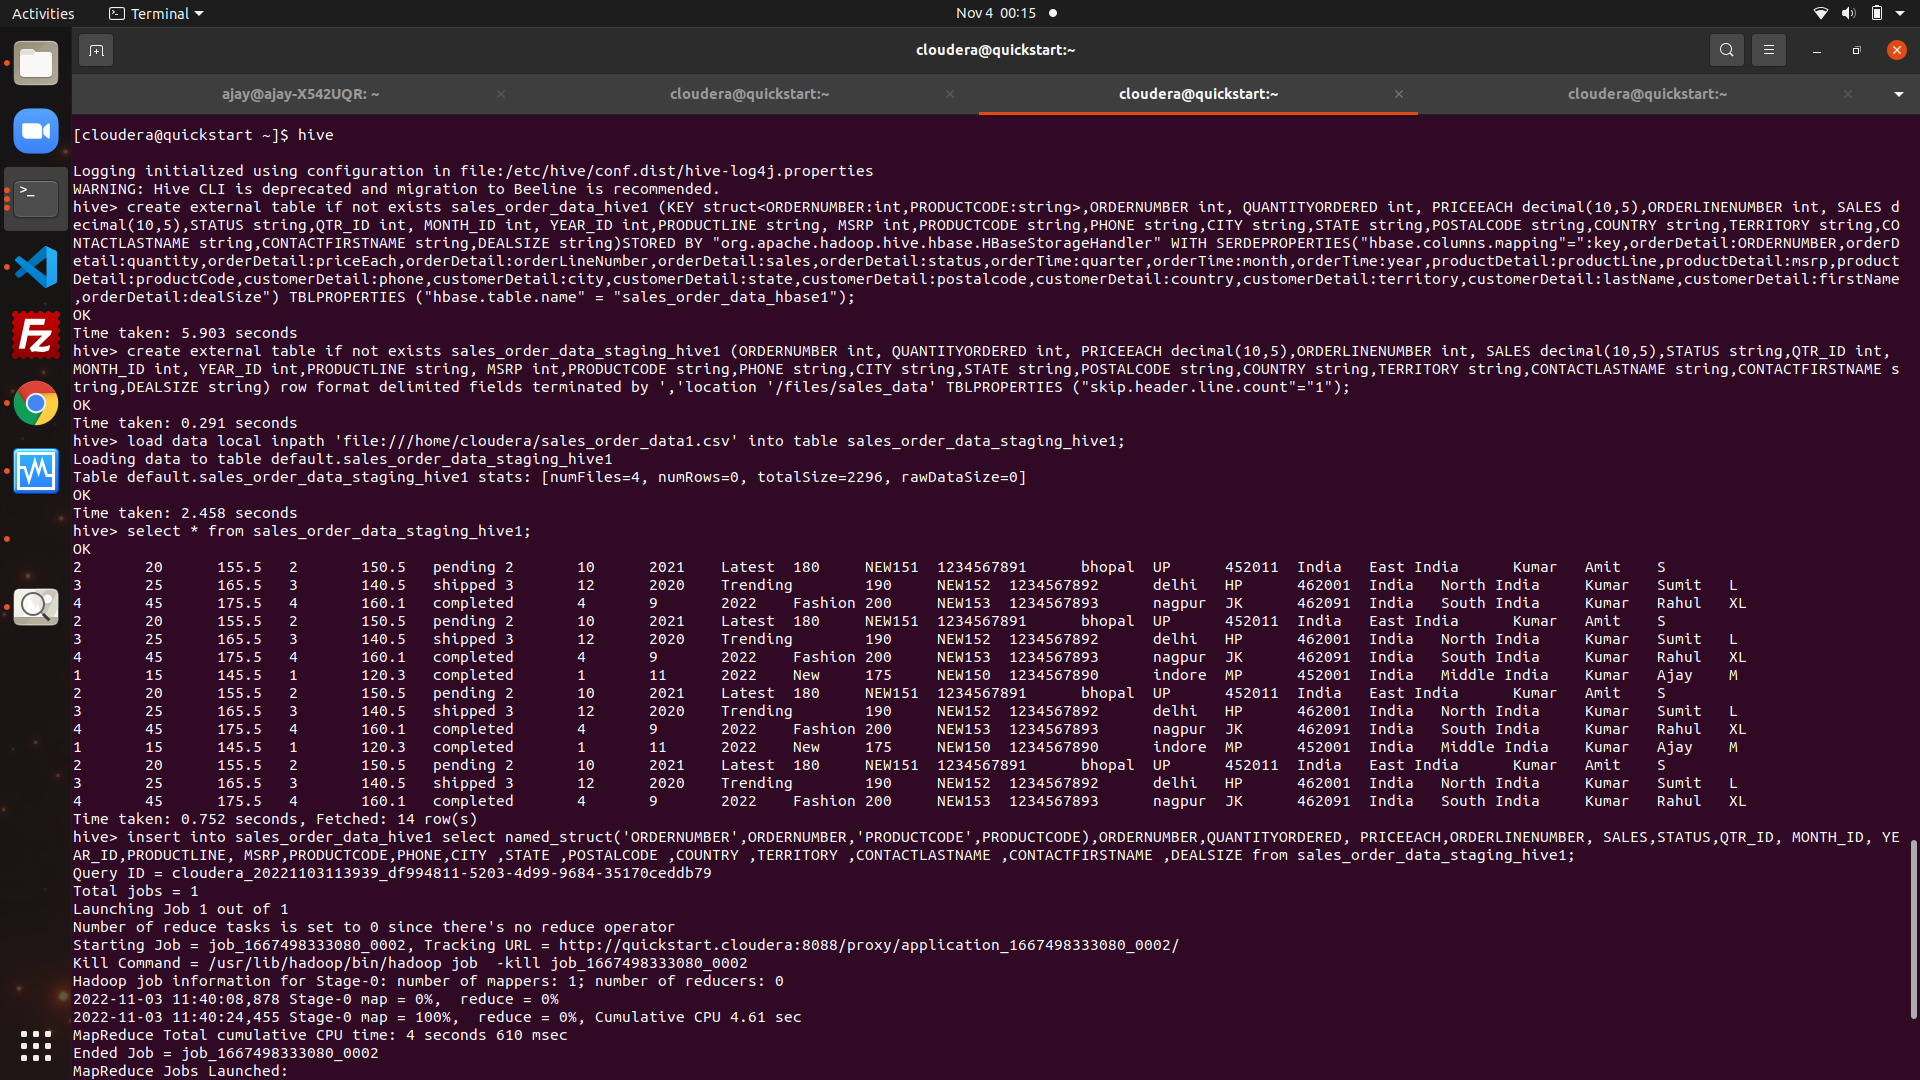 Activities
Terminal
Nov 4 00:15
cloudera@quickstart:~
ajay@ajay-X542UQR: ~
cloudera@quickstart:~
cloudera@quickstart:~
cloudera@quickstart:~
[cloudera@quickstart ~]$ hive
Logging initialized using configuration in file:/etc/hive/conf.dist/hive-log4j.properties
WARNING: Hive CLI is deprecated and migration to Beeline is recommended.
hive> create external table if not exists sales_order_data_hive1 (KEY struct<ORDERNUMBER:int,PRODUCTCODE:string>,ORDERNUMBER int, QUANTITYORDERED int, PRICEEACH decimal(10,5),ORDERLINENUMBER int, SALES d
ecimal(10,5),STATUS string,QTR_ID int, MONTH_ID int, YEAR_ID int,PRODUCTLINE string, MSRP int,PRODUCTCODE string,PHONE string,CITY string,STATE string,POSTALCODE string,COUNTRY string,TERRITORY string,CO
NTACTLASTNAME string,CONTACTFIRSTNAME string,DEALSIZE string)STORED BY "org.apache.hadoop.hive.hbase.HBaseStorageHandler" WITH SERDEPROPERTIES("hbase.columns.mapping"=":key,orderDetail:ORDERNUMBER,orderD
etail:quantity,orderDetail:priceEach,orderDetail:orderLineNumber,orderDetail:sales,orderDetail:status,orderTime:quarter,orderTime:month,orderTime:year,productDetail:productLine,productDetail:msrp,product
Detail:productCode,customerDetail:phone,customerDetail:city,customerDetail:state,customerDetail:postalcode,customerDetail:country,customerDetail:territory,customerDetail:lastName,customerDetail:firstName
,orderDetail:dealSize") TBLPROPERTIES ("hbase.table.name" = "sales_order_data_hbase1");
OK
Time taken: 5.903 seconds
hive> create external table if not exists sales_order_data_staging_hive1 (ORDERNUMBER int, QUANTITYORDERED int, PRICEEACH decimal(10,5),ORDERLINENUMBER int, SALES decimal(10,5),STATUS string,QTR_ID int,
MONTH_ID int, YEAR_ID int,PRODUCTLINE string, MSRP int,PRODUCTCODE string,PHONE string,CITY string,STATE string,POSTALCODE string,COUNTRY string,TERRITORY string,CONTACTLASTNAME string,CONTACTFIRSTNAME s
tring,DEALSIZE string) row format delimited fields terminated by ','location '/files/sales_data' TBLPROPERTIES ("skip.header.line.count"="1");
OK
Time taken: 0.291 seconds
hive> load data local inpath 'file:///home/cloudera/sales_order_data1.csv' into table sales_order_data_staging_hive1;
Loading data to table default.sales_order_data_staging_hive1
Table default.sales_order_data_staging_hive1 stats: [numFiles=4, numRows=0, totalSize=2296, rawDataSize=0]
OK
Time taken: 2.458 seconds
hive> select * from sales_order_data_staging_hive1;
OK
2 20 155.5 2 150.5 pending 2 10 2021 Latest 180 NEW151 1234567891 bhopal UP 452011 India East India Kumar Amit S
3 25 165.5 3 140.5 shipped 3 12 2020 Trending 190 NEW152 1234567892 delhi HP 462001 India North India Kumar Sumit L
4 45 175.5 4 160.1 completed 4 9 2022 Fashion 200 NEW153 1234567893 nagpur JK 462091 India South India Kumar Rahul XL
2 20 155.5 2 150.5 pending 2 10 2021 Latest 180 NEW151 1234567891 bhopal UP 452011 India East India Kumar Amit S
3 25 165.5 3 140.5 shipped 3 12 2020 Trending 190 NEW152 1234567892 delhi HP 462001 India North India Kumar Sumit L
4 45 175.5 4 160.1 completed 4 9 2022 Fashion 200 NEW153 1234567893 nagpur JK 462091 India South India Kumar Rahul XL
1 15 145.5 1 120.3 completed 1 11 2022 New 175 NEW150 1234567890 indore MP 452001 India Middle India Kumar Ajay M
2 20 155.5 2 150.5 pending 2 10 2021 Latest 180 NEW151 1234567891 bhopal UP 452011 India East India Kumar Amit S
3 25 165.5 3 140.5 shipped 3 12 2020 Trending 190 NEW152 1234567892 delhi HP 462001 India North India Kumar Sumit L
4 45 175.5 4 160.1 completed 4 9 2022 Fashion 200 NEW153 1234567893 nagpur JK 462091 India South India Kumar Rahul XL
1 15 145.5 1 120.3 completed 1 11 2022 New 175 NEW150 1234567890 indore MP 452001 India Middle India Kumar Ajay M
2 20 155.5 2 150.5 pending 2 10 2021 Latest 180 NEW151 1234567891 bhopal UP 452011 India East India Kumar Amit S
3 25 165.5 3 140.5 shipped 3 12 2020 Trending 190 NEW152 1234567892 delhi HP 462001 India North India Kumar Sumit L
4 45 175.5 4 160.1 completed 4 9 2022 Fashion 200 NEW153 1234567893 nagpur JK 462091 India South India Kumar Rahul XL
Time taken: 0.752 seconds, Fetched: 14 row(s)
hive> insert into sales_order_data_hive1 select named_struct('ORDERNUMBER',ORDERNUMBER,'PRODUCTCODE',PRODUCTCODE),ORDERNUMBER,QUANTITYORDERED, PRICEEACH,ORDERLINENUMBER, SALES,STATUS,QTR_ID, MONTH_ID, YE
AR_ID,PRODUCTLINE, MSRP,PRODUCTCODE,PHONE,CITY ,STATE ,POSTALCODE ,COUNTRY ,TERRITORY ,CONTACTLASTNAME ,CONTACTFIRSTNAME ,DEALSIZE from sales_order_data_staging_hive1;
Query ID = cloudera_20221103113939_df994811-5203-4d99-9684-35170ceddb79
Total jobs = 1
Launching Job 1 out of 1
Number of reduce tasks is set to 0 since there's no reduce operator
Starting Job = job_1667498333080_0002, Tracking URL = http://quickstart.cloudera:8088/proxy/application_1667498333080_0002/
Kill Command = /usr/lib/hadoop/bin/hadoop job  -kill job_1667498333080_0002
Hadoop job information for Stage-0: number of mappers: 1; number of reducers: 0
2022-11-03 11:40:08,878 Stage-0 map = 0%,  reduce = 0%
2022-11-03 11:40:24,455 Stage-0 map = 100%,  reduce = 0%, Cumulative CPU 4.61 sec
MapReduce Total cumulative CPU time: 4 seconds 610 msec
Ended Job = job_1667498333080_0002
MapReduce Jobs Launched: